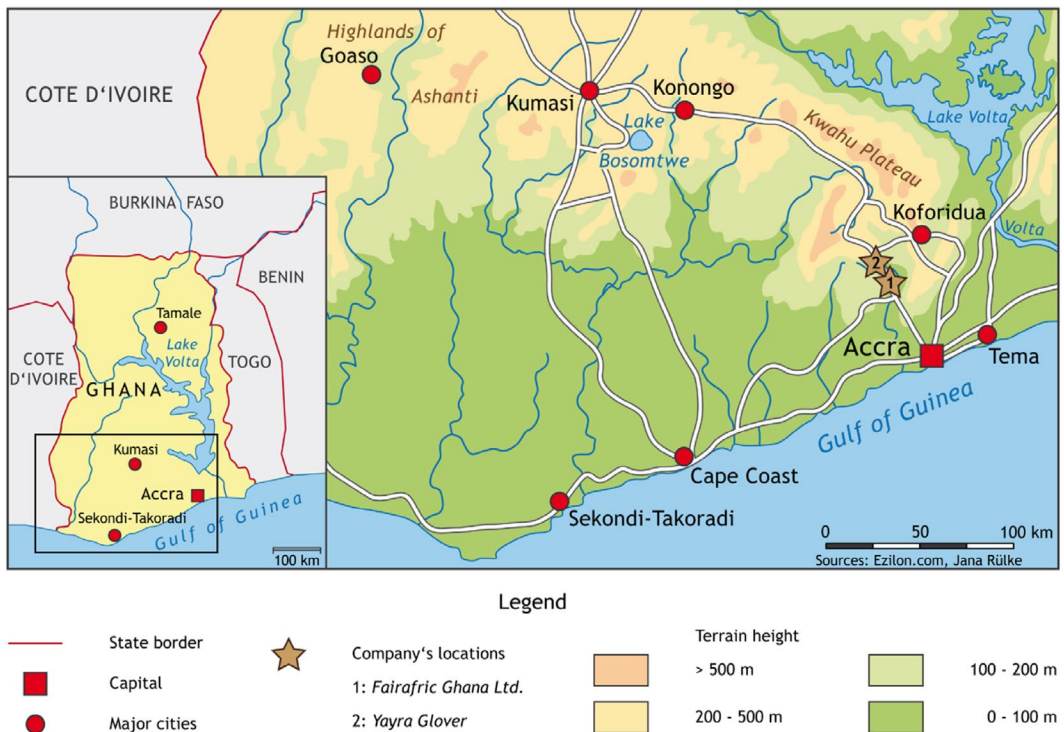 COTE D‘IVOIRE
Highlands of
Goaso
Ashanti
Kumasi
Konongo
Lake
Bosomtwe
Lake Volta
Kwahu Plateau
Koforidua
Volta
2
1
Accra
Tema
Gulf of Guinea
Cape Coast
Sekondi-Takoradi
0 50 100 km
Sources: Ezilon.com, Jana Rülke
BURKINA FASO
BENIN
Tamale
Lake
Volta
COTE
D‘IVOIRE
TOGO
GHANA
Kumasi
Accra
Sekondi-Takoradi
Gulf of Guinea
100 km
Legend
State border
Capital
Major cities
Company‘s locations
1: Fairafric Ghana Ltd.
2: Yayra Glover
Terrain height
> 500 m
200 - 500 m
100 - 200 m
0 - 100 m